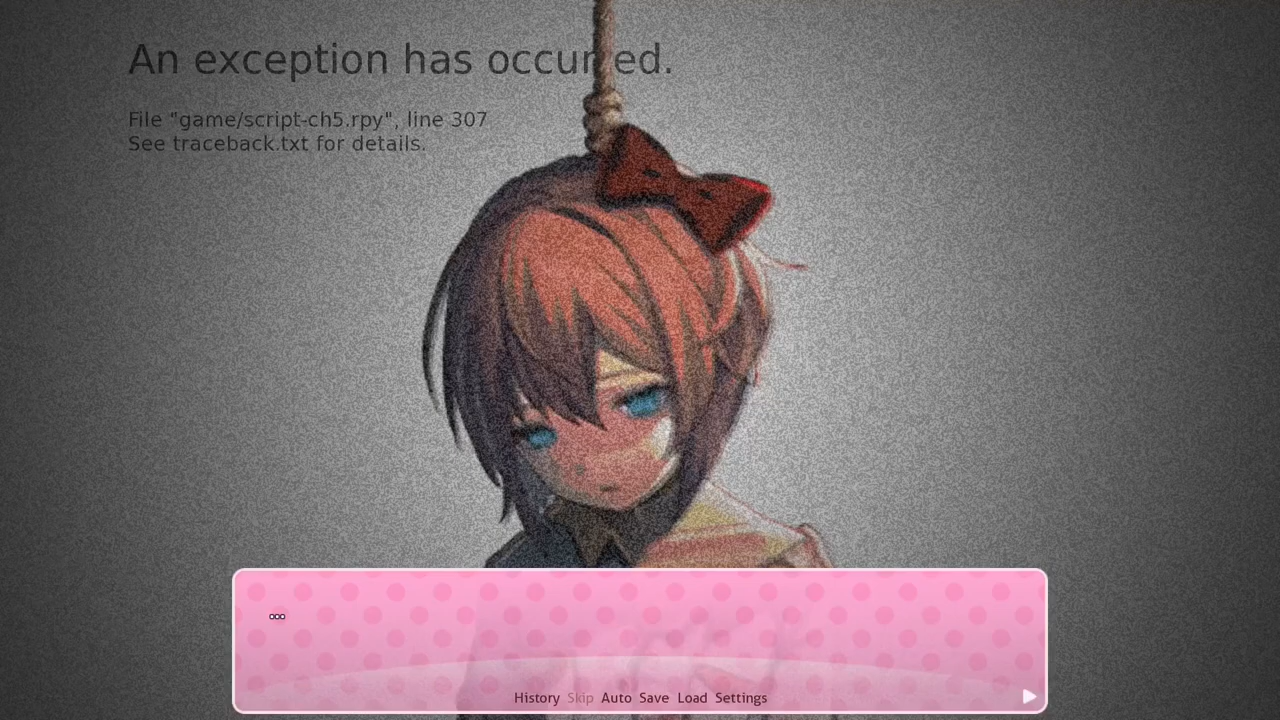 An exception has occurred.
File "game/script-ch5.rpy", line 307
See traceback.txt for details.
...
History Skip Auto Save Load Settings